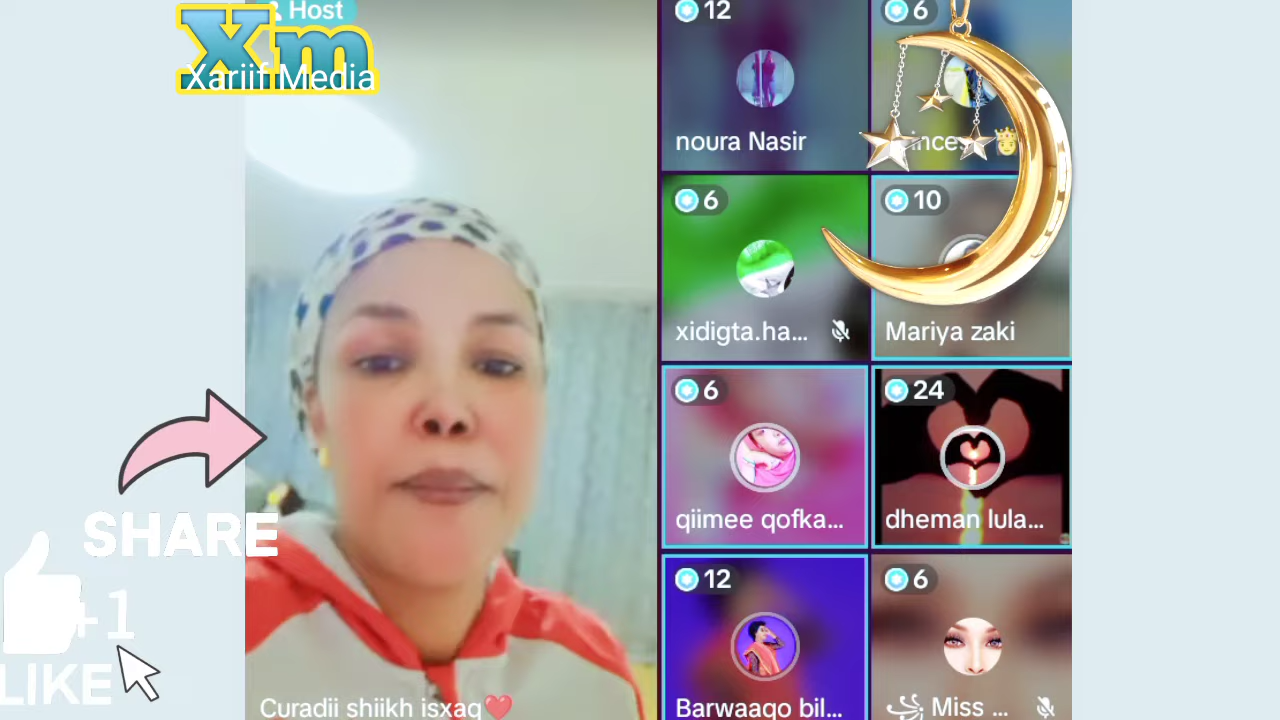 Host
Xm
Xariif Media
12
noura Nasir
6
6
xidigta.ha...
10
Mariya zaki
6
qiimee qofka...
24
dheman lula...
12
Barwaaqo bil...
6
Miss ...
SHARE
+1
LIKE
Curadii shiikh isxaq❤️